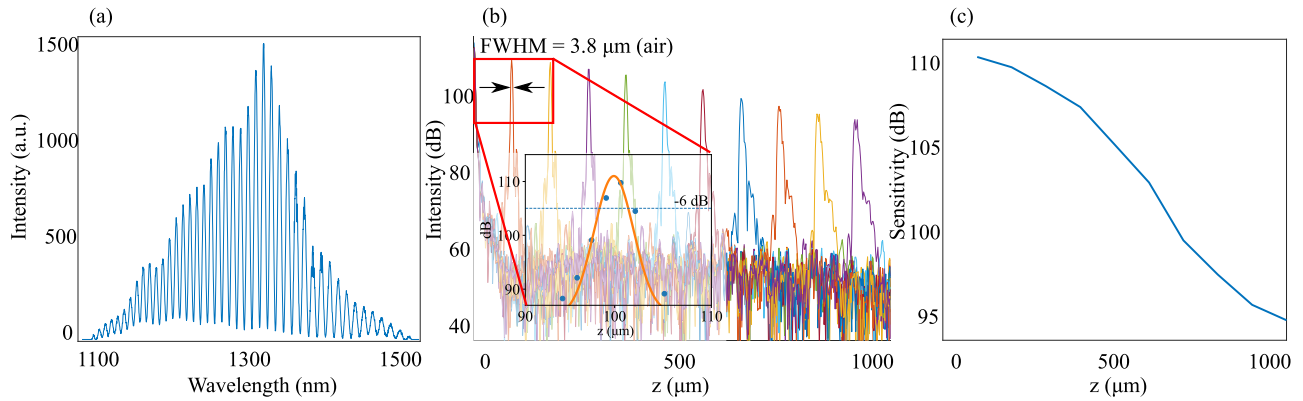 (a)
1500
1000
500
0
Intensity (a.u.)
1100
1300
1500
Wavelength (nm)
(b)
FWHM = 3.8 μm (air)
100
80
60
40
Intensity (dB)
0
500
1000
z (μm)
110
100
90
dB
-6 dB
90
100
110
z (μm)
(c)
110
105
100
95
Sensitivity (dB)
0
500
1000
z (μm)